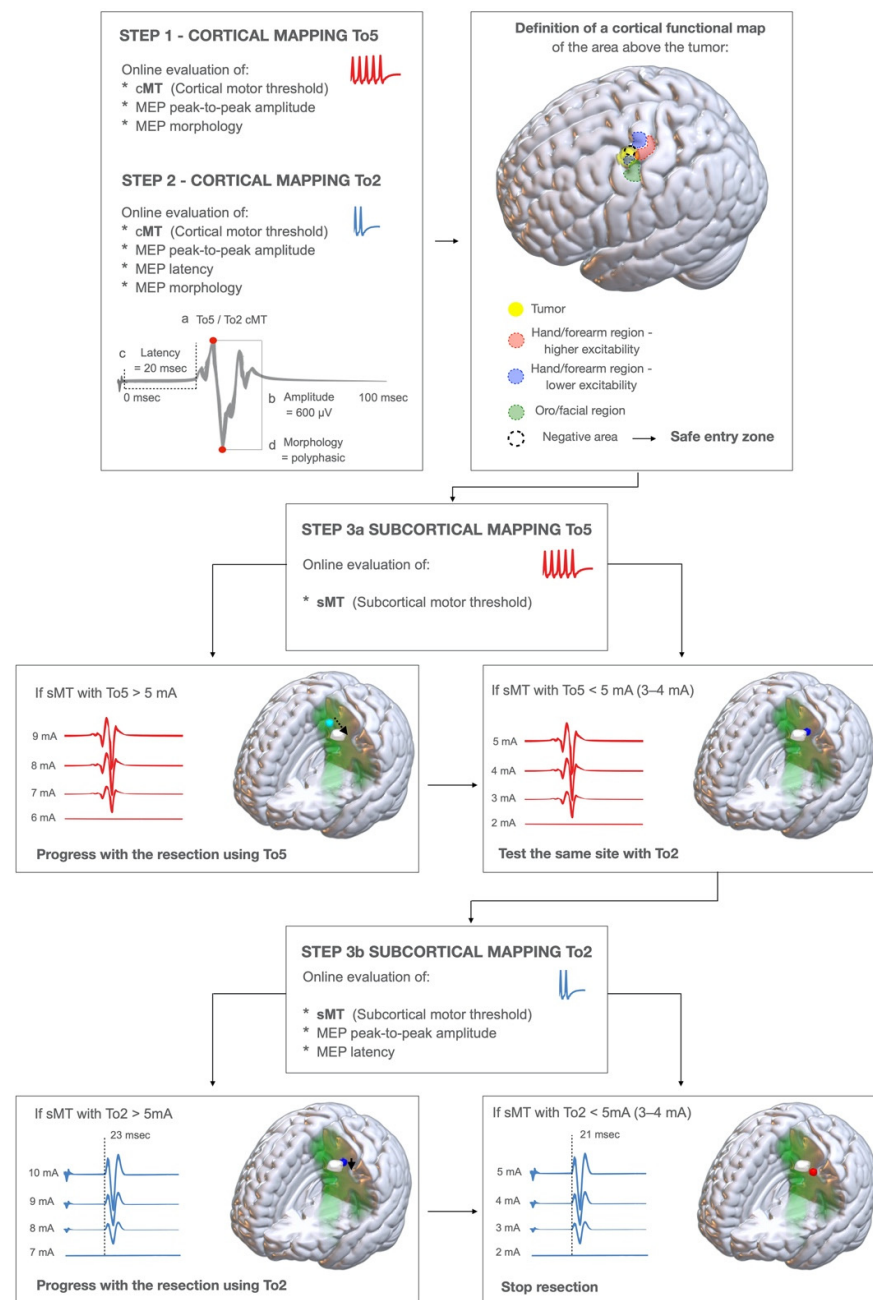 STEP 1 - CORTICAL MAPPING To5
Online evaluation of:
* cMT (Cortical motor threshold)
* MEP peak-to-peak amplitude
* MEP morphology
STEP 2 - CORTICAL MAPPING To2
Online evaluation of:
* cMT (Cortical motor threshold)
* MEP peak-to-peak amplitude
* MEP latency
* MEP morphology
a To5 / To2 cMT
c Latency
= 20 msec
0 msec
100 msec
b Amplitude
= 600 µV
d Morphology
= polyphasic
Definition of a cortical functional map
of the area above the tumor:
Tumor
Hand/forearm region -
higher excitability
Hand/forearm region -
lower excitability
Oro/facial region
Negative area
Safe entry zone
STEP 3a SUBCORTICAL MAPPING To5
Online evaluation of:
* sMT (Subcortical motor threshold)
If sMT with To5 > 5 mA
9 mA
8 mA
7 mA
6 mA
Progress with the resection using To5
If sMT with To5 < 5 mA (3–4 mA)
5 mA
4 mA
3 mA
2 mA
Test the same site with To2
STEP 3b SUBCORTICAL MAPPING To2
Online evaluation of:
* sMT (Subcortical motor threshold)
* MEP peak-to-peak amplitude
* MEP latency
If sMT with To2 > 5mA
23 msec
10 mA
9 mA
8 mA
7 mA
Progress with the resection using To2
If sMT with To2 < 5mA (3–4 mA)
21 msec
5 mA
4 mA
3 mA
2 mA
Stop resection